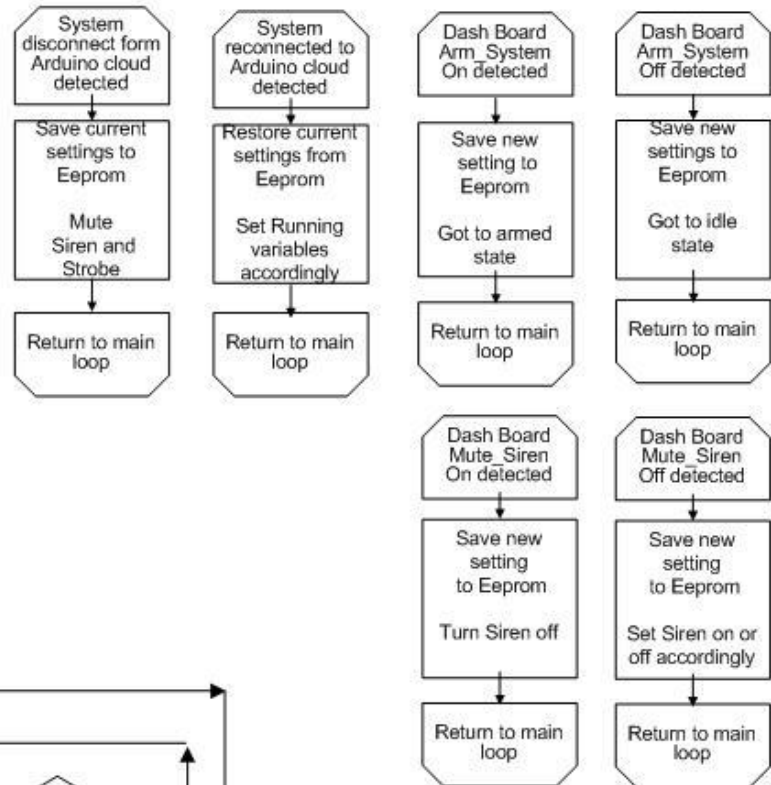 System
disconnect form
Arduino cloud
detected
Save current
settings to
Eeprom
Mute
Siren and
Strobe
Return to main
loop
System
reconnected to
Arduino cloud
detected
Restore current
settings from
Eeprom
Set Running
variables
accordingly
Return to main
loop
Dash Board
Arm_System
On detected
Save new
setting to
Eeprom
Got to armed
state
Return to main
loop
Dash Board
Arm_System
Off detected
Save new
settings to
Eeprom
Got to idle
state
Return to main
loop
Dash Board
Mute_Siren
On detected
Save new
setting
to Eeprom
Turn Siren off
Return to main
loop
Dash Board
Mute_Siren
Off detected
Save new
setting
to Eeprom
Set Siren on or
off accordingly
Return to main
loop